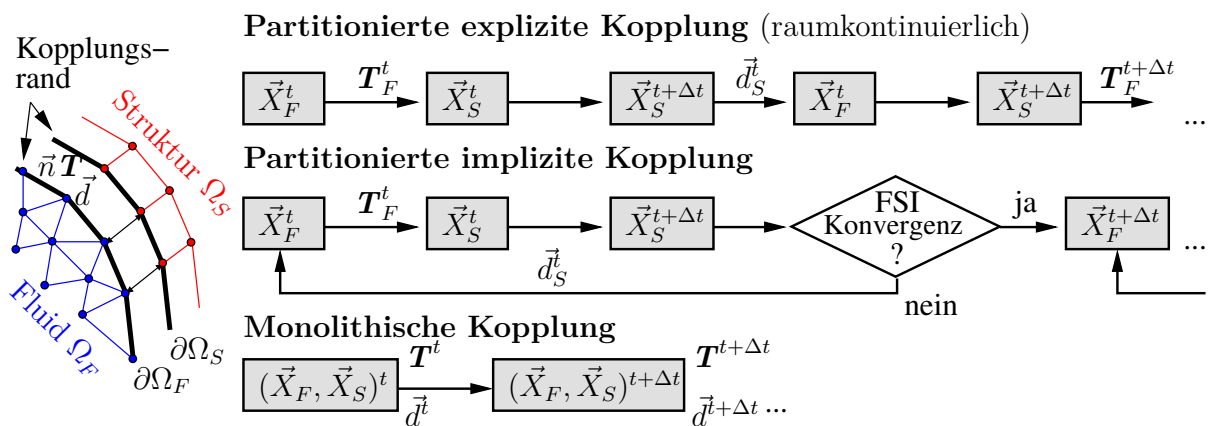 Kopplungs-
rand
Struktur Ω_S
n⃗ T
d⃗
Fluid Ω_F
∂Ω_F
∂Ω_S
Partitionierte explizite Kopplung (raumkontinuierlich)
X⃗_F^t T_F^t X⃗_S^t X⃗_S^{t+Δt} d⃗_S^t X⃗_F^t X⃗_S^{t+Δt} T_F^{t+Δt} ...
Partitionierte implizite Kopplung
X⃗_F^t T_F^t X⃗_S^t X⃗_S^{t+Δt} FSI Konvergenz ? ja X⃗_F^{t+Δt} ...
d⃗_S^t nein
Monolithische Kopplung
(X⃗_F, X⃗_S)^t T^t (X⃗_F, X⃗_S)^{t+Δt} T^{t+Δt}
d⃗^t d⃗^{t+Δt} ...